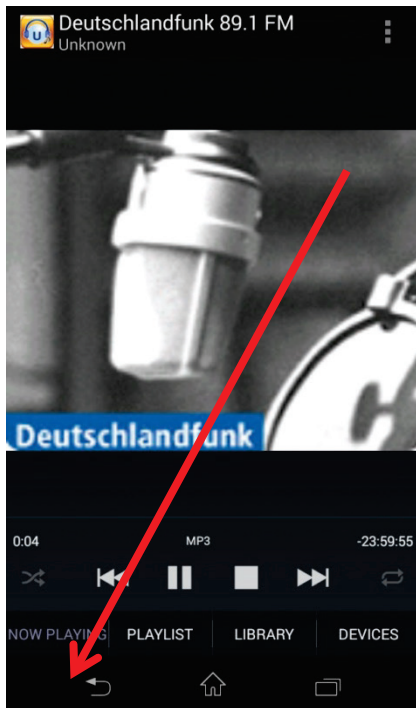 Deutschlandfunk 89.1 FM
Unknown
Deutschlandfunk
0:04 MP3 -23:59:55
NOW PLAYING PLAYLIST LIBRARY DEVICES